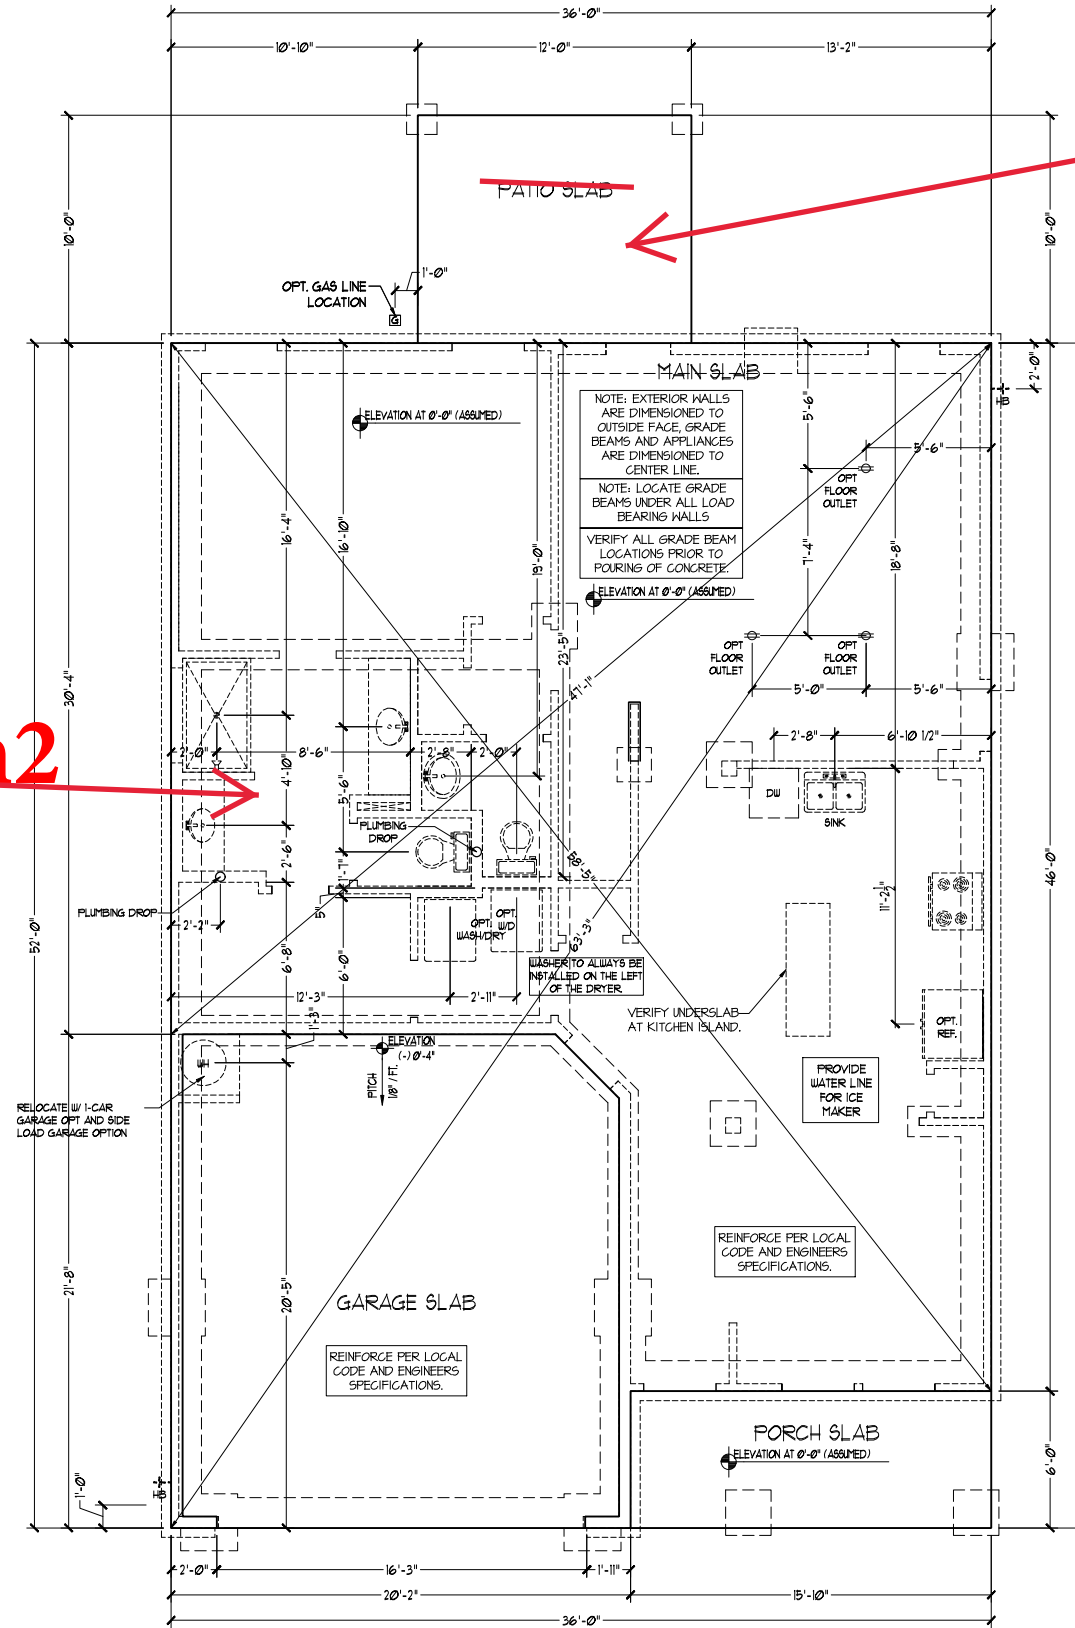 36'-0"
10'-10"
12'-0"
13'-2"
PATIO SLAB
10'-0"
10'-0"
1'-0"
OPT. GAS LINE
LOCATION
G
MAIN SLAB
2'-0"
HB
NOTE: EXTERIOR WALLS
ARE DIMENSIONED TO
OUTSIDE FACE, GRADE
BEAMS AND APPLIANCES
ARE DIMENSIONED TO
CENTER LINE.
NOTE: LOCATE GRADE
BEAMS UNDER ALL LOAD
BEARING WALLS
VERIFY ALL GRADE BEAM
LOCATIONS PRIOR TO
POURING OF CONCRETE.
ELEVATION AT 0'-0" (ASSUMED)
ELEVATION AT 0'-0" (ASSUMED)
5'-6"
5'-6"
OPT
FLOOR
OUTLET
16'-4"
16'-10"
19'-0"
7'-4"
18'-8"
23'-5"
OPT
FLOOR
OUTLET
OPT
FLOOR
OUTLET
47'-1"
5'-0"
5'-6"
30'-4"
2'-0"
8'-6"
2'-8"
2'-0"
2'-8"
6'-10 1/2"
4'-10"
5'-6"
DW
SINK
PLUMBING
DROP
2'-6"
58'-5"
1'-7"
5"
PLUMBING DROP
2'-2"
OPT.
WASH/DRY
OPT.
W/D
11'-2 1/2"
46'-0"
52'-0"
63'-3"
6'-8"
6'-0"
WASHER TO ALWAYS BE
INSTALLED ON THE LEFT
OF THE DRYER.
12'-3"
2'-11"
1'-3"
VERIFY UNDERSLAB
AT KITCHEN ISLAND.
OPT.
REF.
ELEVATION
(-) 0'-4"
PITCH
1/8" / FT.
WH
PROVIDE
WATER LINE
FOR ICE
MAKER
RELOCATE W/ 1-CAR
GARAGE OPT AND SIDE
LOAD GARAGE OPTION
REINFORCE PER LOCAL
CODE AND ENGINEERS
SPECIFICATIONS.
21'-8"
20'-5"
GARAGE SLAB
REINFORCE PER LOCAL
CODE AND ENGINEERS
SPECIFICATIONS.
PORCH SLAB
ELEVATION AT 0'-0" (ASSUMED)
6'-0"
1'-0"
HB
2'-0"
16'-3"
1'-11"
20'-2"
15'-10"
36'-0"